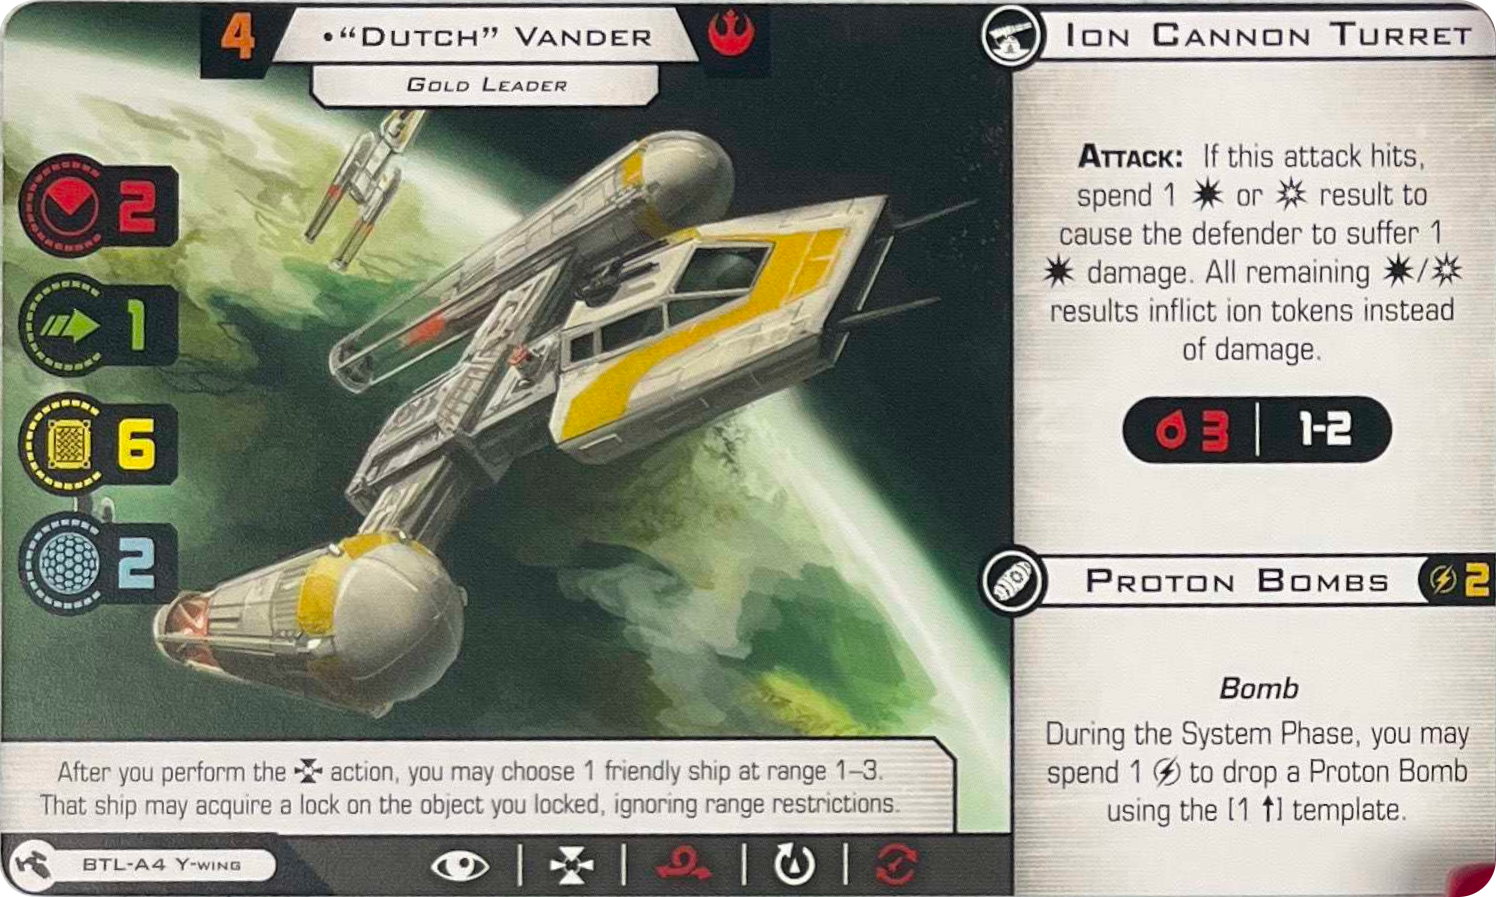 4
•“Dutch” Vander
Gold Leader
2
1
6
2
After you perform the action, you may choose 1 friendly ship at range 1–3.
That ship may acquire a lock on the object you locked, ignoring range restrictions.
BTL-A4 Y-wing
Ion Cannon Turret
Attack: If this attack hits,
spend 1 or result to
cause the defender to suffer 1
damage. All remaining /
results inflict ion tokens instead
of damage.
3 | 1-2
Proton Bombs 2
Bomb
During the System Phase, you may
spend 1 to drop a Proton Bomb
using the [1 ⬆] template.